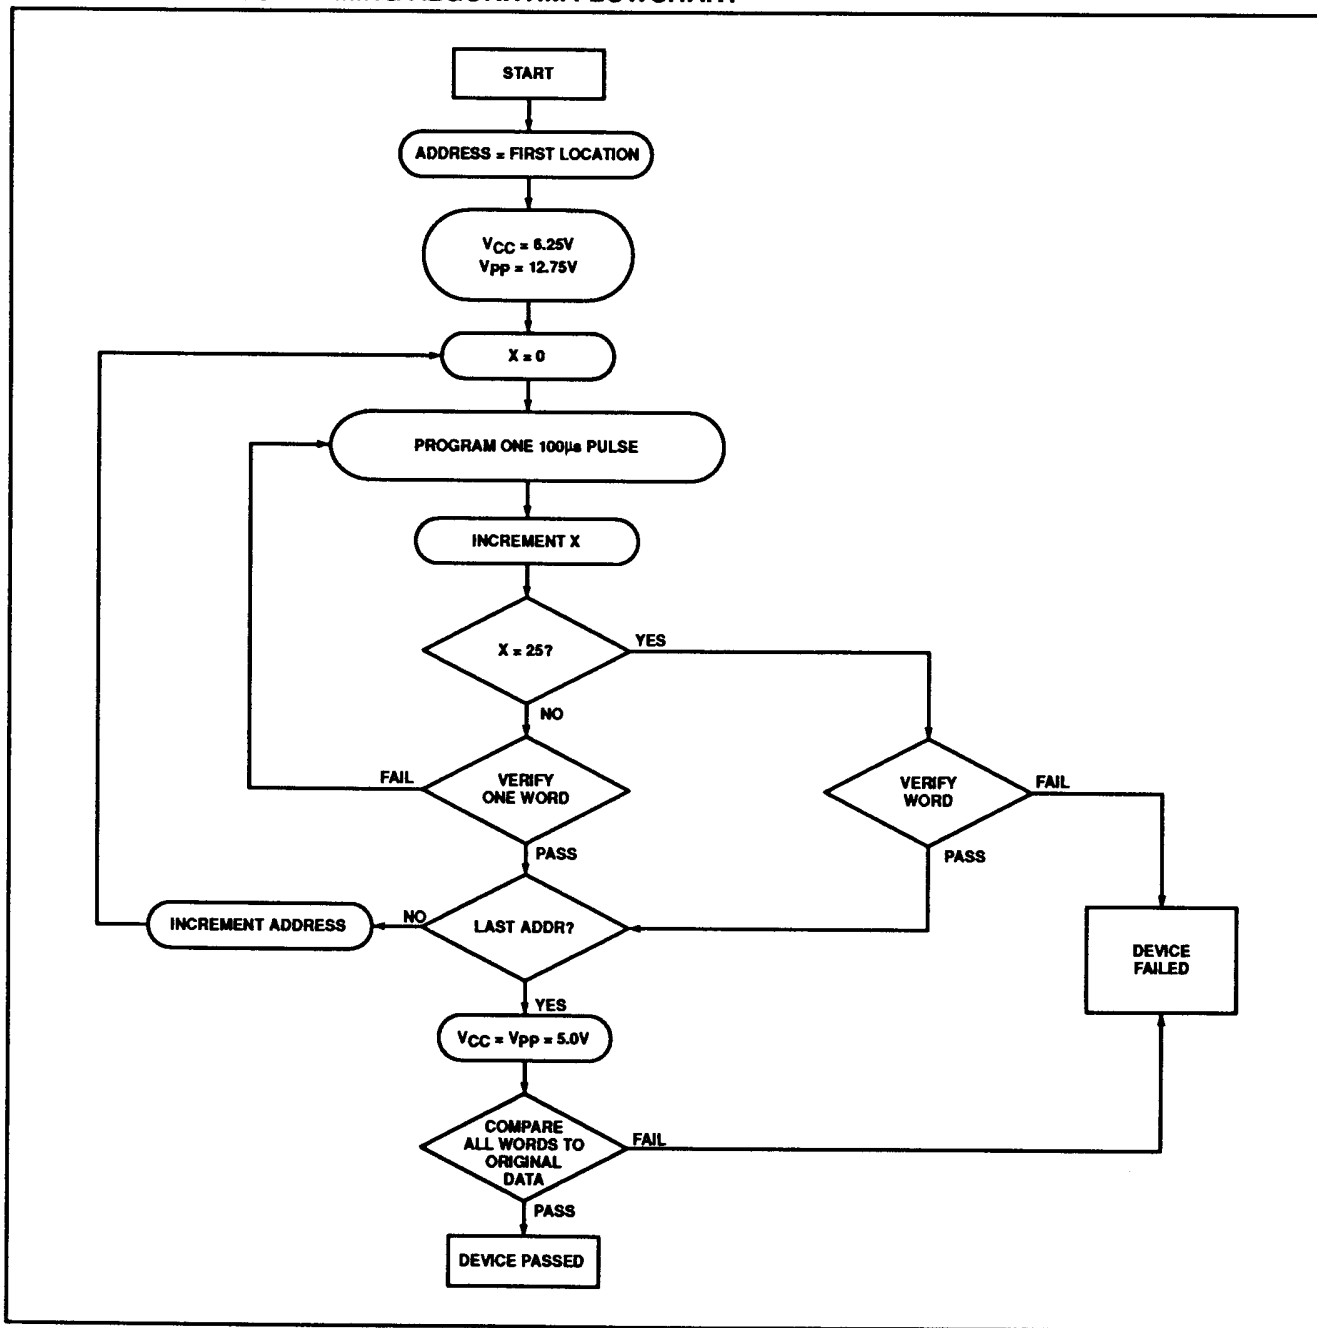 START
ADDRESS = FIRST LOCATION
VCC = 6.25V
VPP = 12.75V
X = 0
PROGRAM ONE 100µs PULSE
INCREMENT X
X = 25?
YES
NO
FAIL
VERIFY
ONE WORD
VERIFY
WORD
FAIL
PASS
PASS
INCREMENT ADDRESS
NO
LAST ADDR?
DEVICE
FAILED
YES
VCC = VPP = 5.0V
COMPARE
ALL WORDS TO
ORIGINAL
DATA
FAIL
PASS
DEVICE PASSED